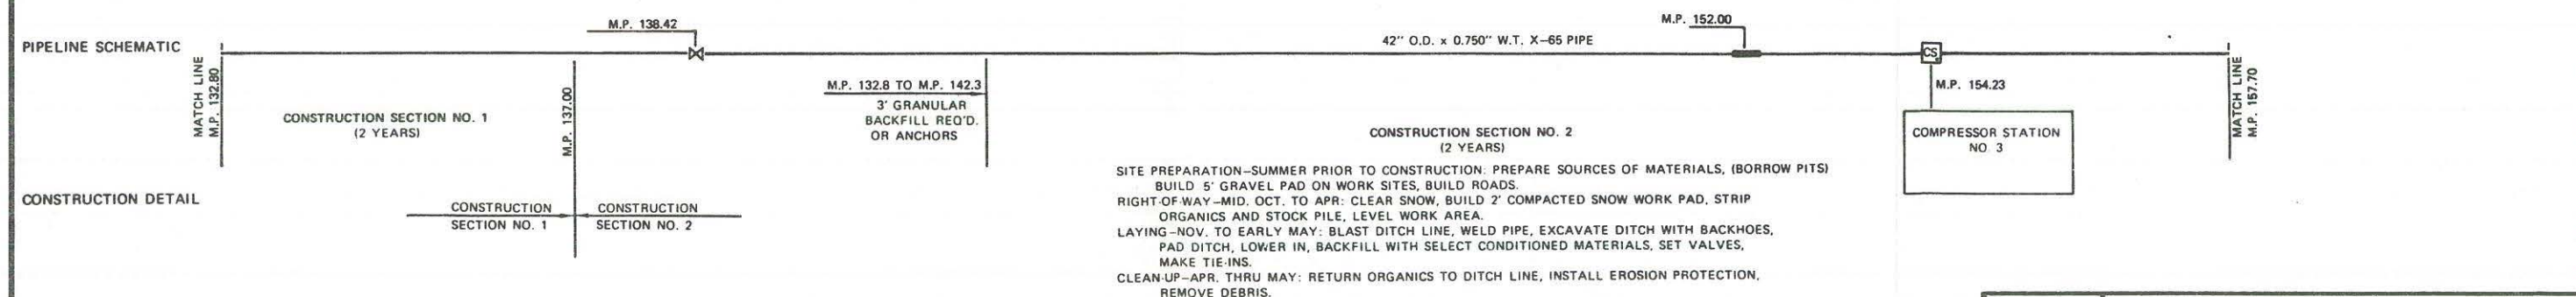 PIPELINE SCHEMATIC
MATCH LINE
M.P. 132.80
M.P. 138.42
42" O.D. x 0.750" W.T. X-65 PIPE
M.P. 152.00
CS
M.P. 154.23
MATCH LINE
M.P. 157.70
CONSTRUCTION SECTION NO. 1
(2 YEARS)
M.P. 137.00
M.P. 132.8 TO M.P. 142.3
3' GRANULAR
BACKFILL REQ'D.
OR ANCHORS
CONSTRUCTION SECTION NO. 2
(2 YEARS)
COMPRESSOR STATION
NO 3
CONSTRUCTION DETAIL
CONSTRUCTION
SECTION NO. 1
CONSTRUCTION
SECTION NO. 2
SITE PREPARATION–SUMMER PRIOR TO CONSTRUCTION: PREPARE SOURCES OF MATERIALS, (BORROW PITS)
BUILD 5' GRAVEL PAD ON WORK SITES, BUILD ROADS.
RIGHT-OF-WAY–MID. OCT. TO APR: CLEAR SNOW, BUILD 2' COMPACTED SNOW WORK PAD, STRIP
ORGANICS AND STOCK PILE, LEVEL WORK AREA.
LAYING–NOV. TO EARLY MAY: BLAST DITCH LINE, WELD PIPE, EXCAVATE DITCH WITH BACKHOES,
PAD DITCH, LOWER IN, BACKFILL WITH SELECT CONDITIONED MATERIALS, SET VALVES,
MAKE TIE-INS.
CLEAN-UP–APR. THRU MAY: RETURN ORGANICS TO DITCH LINE, INSTALL EROSION PROTECTION,
REMOVE DEBRIS.